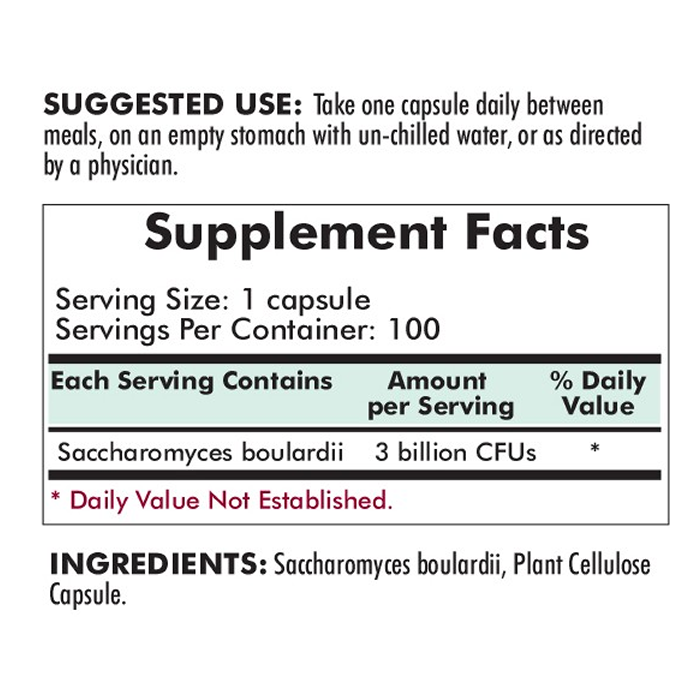 SUGGESTED USE: Take one capsule daily between
meals, on an empty stomach with un-chilled water, or as directed
by a physician.
Supplement Facts
Serving Size: 1 capsule
Servings Per Container: 100
Each Serving Contains Amount per Serving % Daily Value
Saccharomyces boulardii 3 billion CFUs *
* Daily Value Not Established.
INGREDIENTS: Saccharomyces boulardii, Plant Cellulose
Capsule.